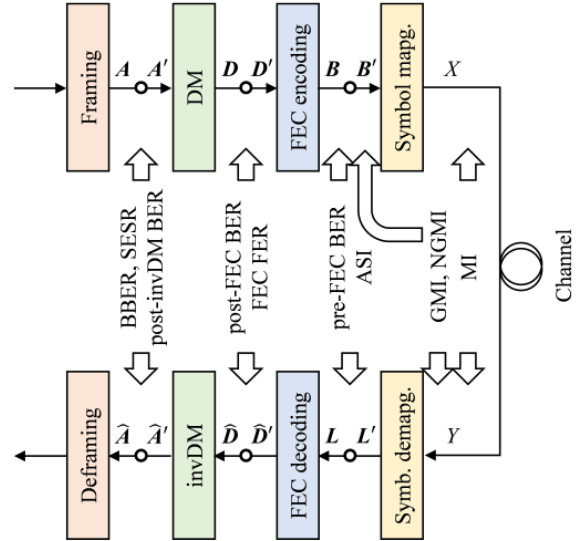 Framing
A
A′
DM
D
D′
FEC encoding
B
B′
Symbol mapg.
X
BBER, SESR
post-invDM BER
post-FEC BER
FEC FER
pre-FEC BER
ASI
GMI, NGMI
MI
Channel
Deframing
Â
Â′
invDM
D̂
D̂′
FEC decoding
L
L′
Symb. demapg.
Y